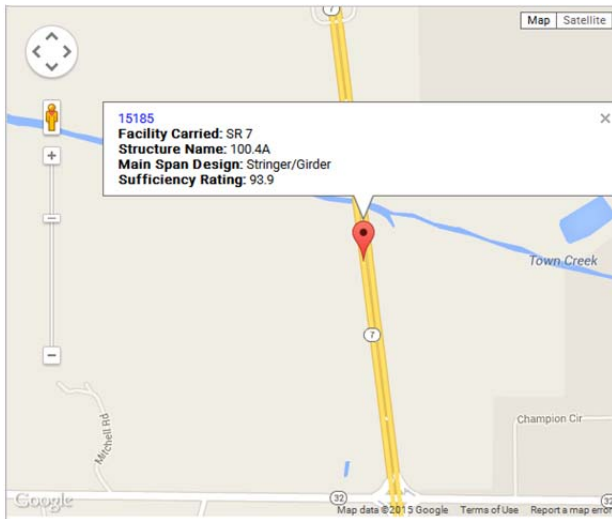 7
Map Satellite
15185
Facility Carried: SR 7
Structure Name: 100.4A
Main Span Design: Stringer/Girder
Sufficiency Rating: 93.9
Town Creek
7
Mitchell Rd
Champion Cir
Google
32
32
Map data ©2015 Google Terms of Use Report a map error